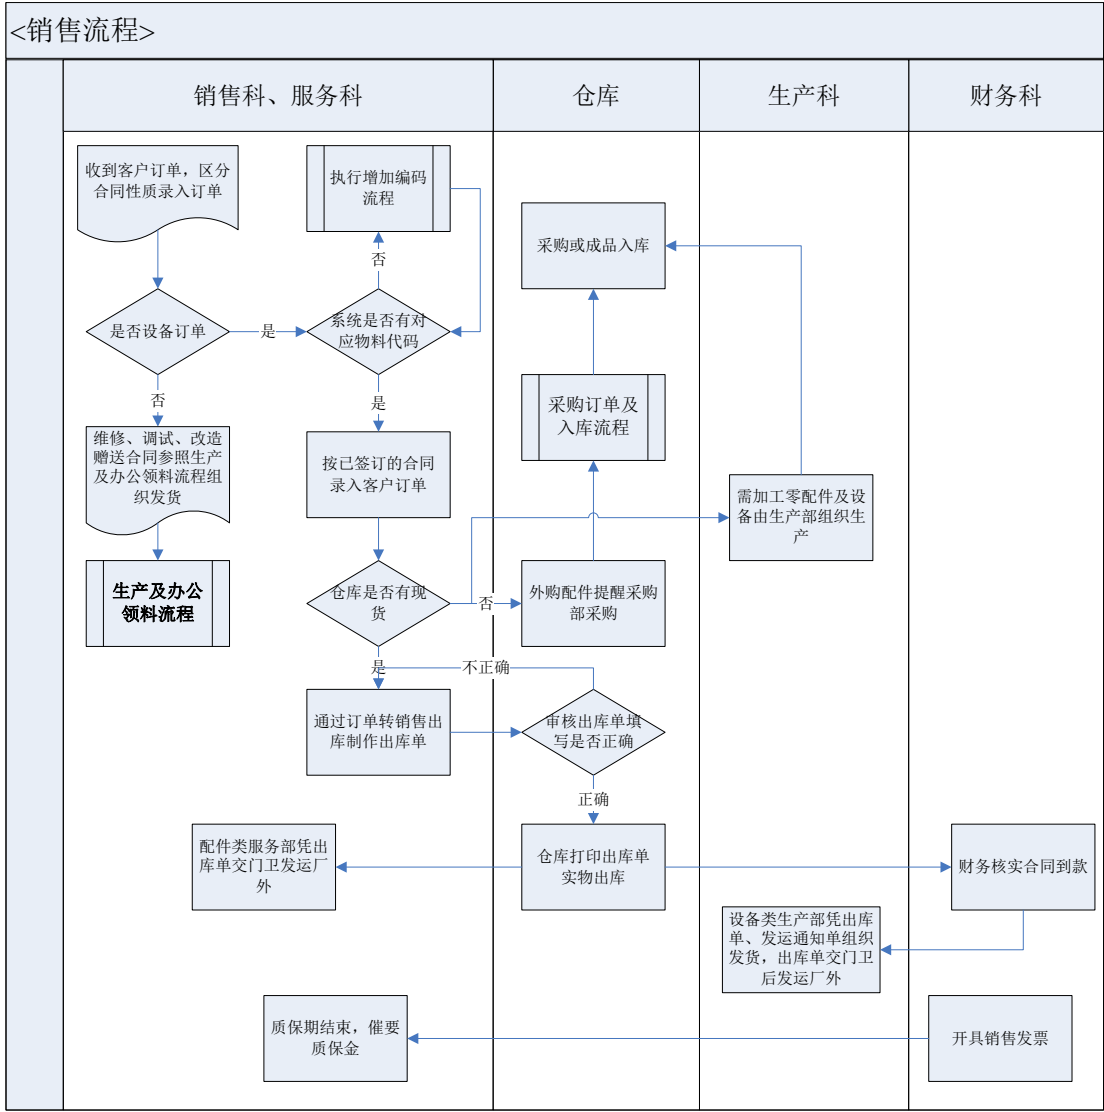 <销售流程>
销售科、服务科
仓库
生产科
财务科
收到客户订单，区分
合同性质录入订单
执行增加编码
流程
否
是否设备订单
是
系统是否有对
应物料代码
采购或成品入库
否
是
维修、调试、改造
赠送合同参照生产
及办公领料流程组
织发货
按已签订的合同
录入客户订单
采购订单及
入库流程
需加工零配件及设
备由生产部组织生
产
生产及办公
领料流程
仓库是否有现
货
否
外购配件提醒采购
部采购
是
不正确
通过订单转销售出
库制作出库单
审核出库单填
写是否正确
正确
配件类服务部凭出
库单交门卫发运厂
外
仓库打印出库单
实物出库
财务核实合同到款
设备类生产部凭出库
单、发运通知单组织
发货，出库单交门卫
后发运厂外
质保期结束，催要
质保金
开具销售发票